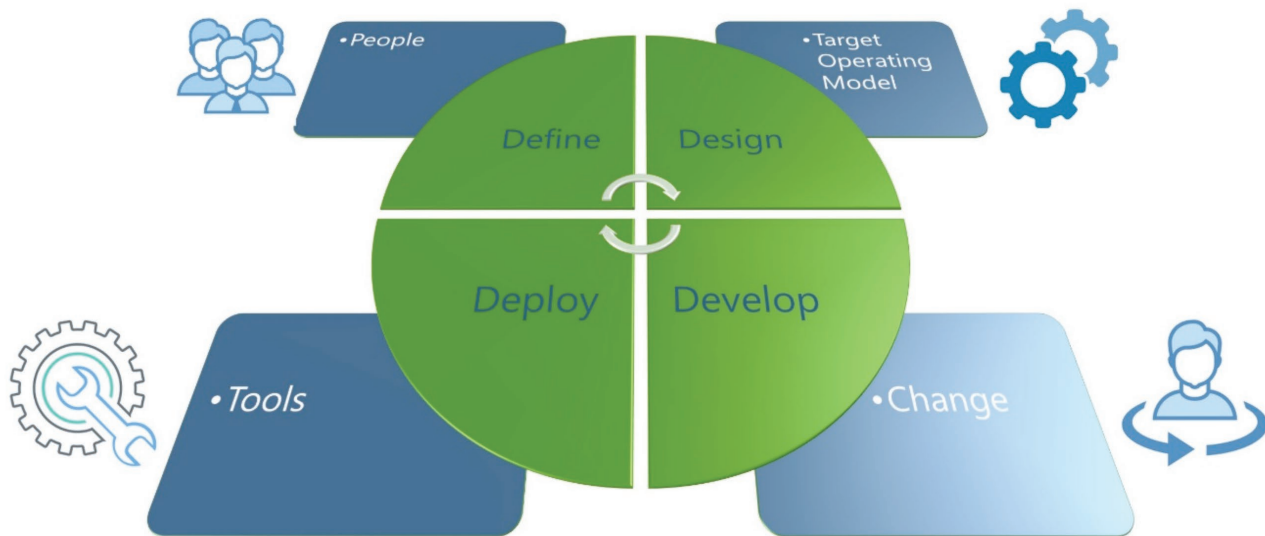 •People
•Target
Operating
Model
Define
Design
Deploy
Develop
•Tools
•Change